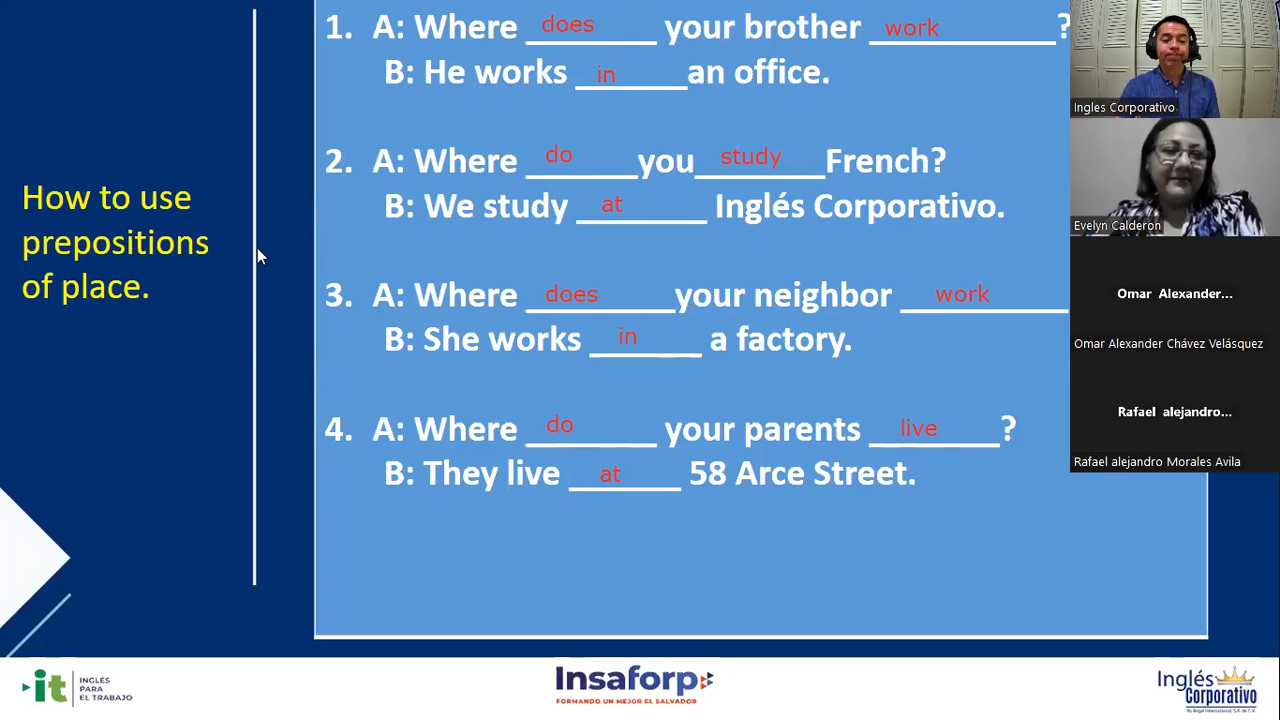 How to use
prepositions
of place.
1. A: Where does your brother work ?
B: He works in an office.
2. A: Where do you study French?
B: We study at Inglés Corporativo.
3. A: Where does your neighbor work
B: She works in a factory.
4. A: Where do your parents live ?
B: They live at 58 Arce Street.
Ingles Corporativo
Evelyn Calderon
Omar Alexander...
Omar Alexander Chávez Velásquez
Rafael alejandro...
Rafael alejandro Morales Avila
it INGLÉS
PARA
EL TRABAJO
Insaforp
FORMANDO UN MEJOR EL SALVADOR
Inglés
Corporativo